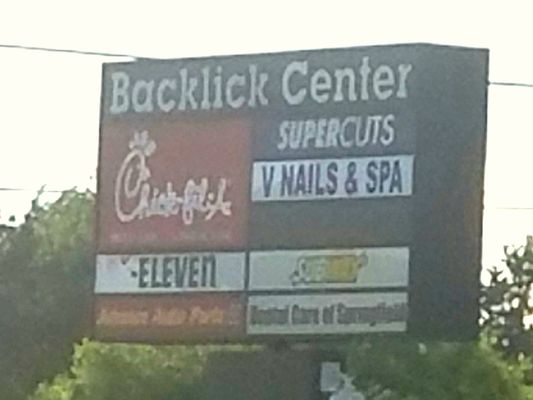 Backlick Center
SUPERCUTS
Chick-fil-A
V NAILS & SPA
-ELEVEn
SUBWAY
Advance Auto Parts
Dental Care of Springfield